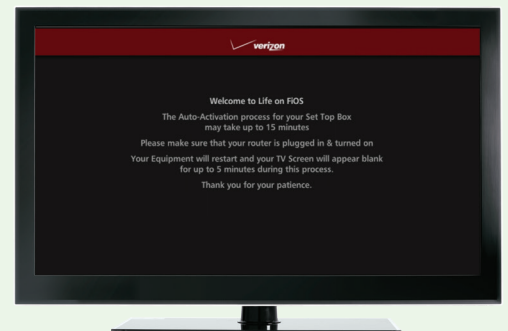 verizon
Welcome to Life on FiOS
The Auto-Activation process for your Set Top Box
may take up to 15 minutes
Please make sure that your router is plugged in & turned on
Your Equipment will restart and your TV Screen will appear blank
for up to 5 minutes during this process.
Thank you for your patience.